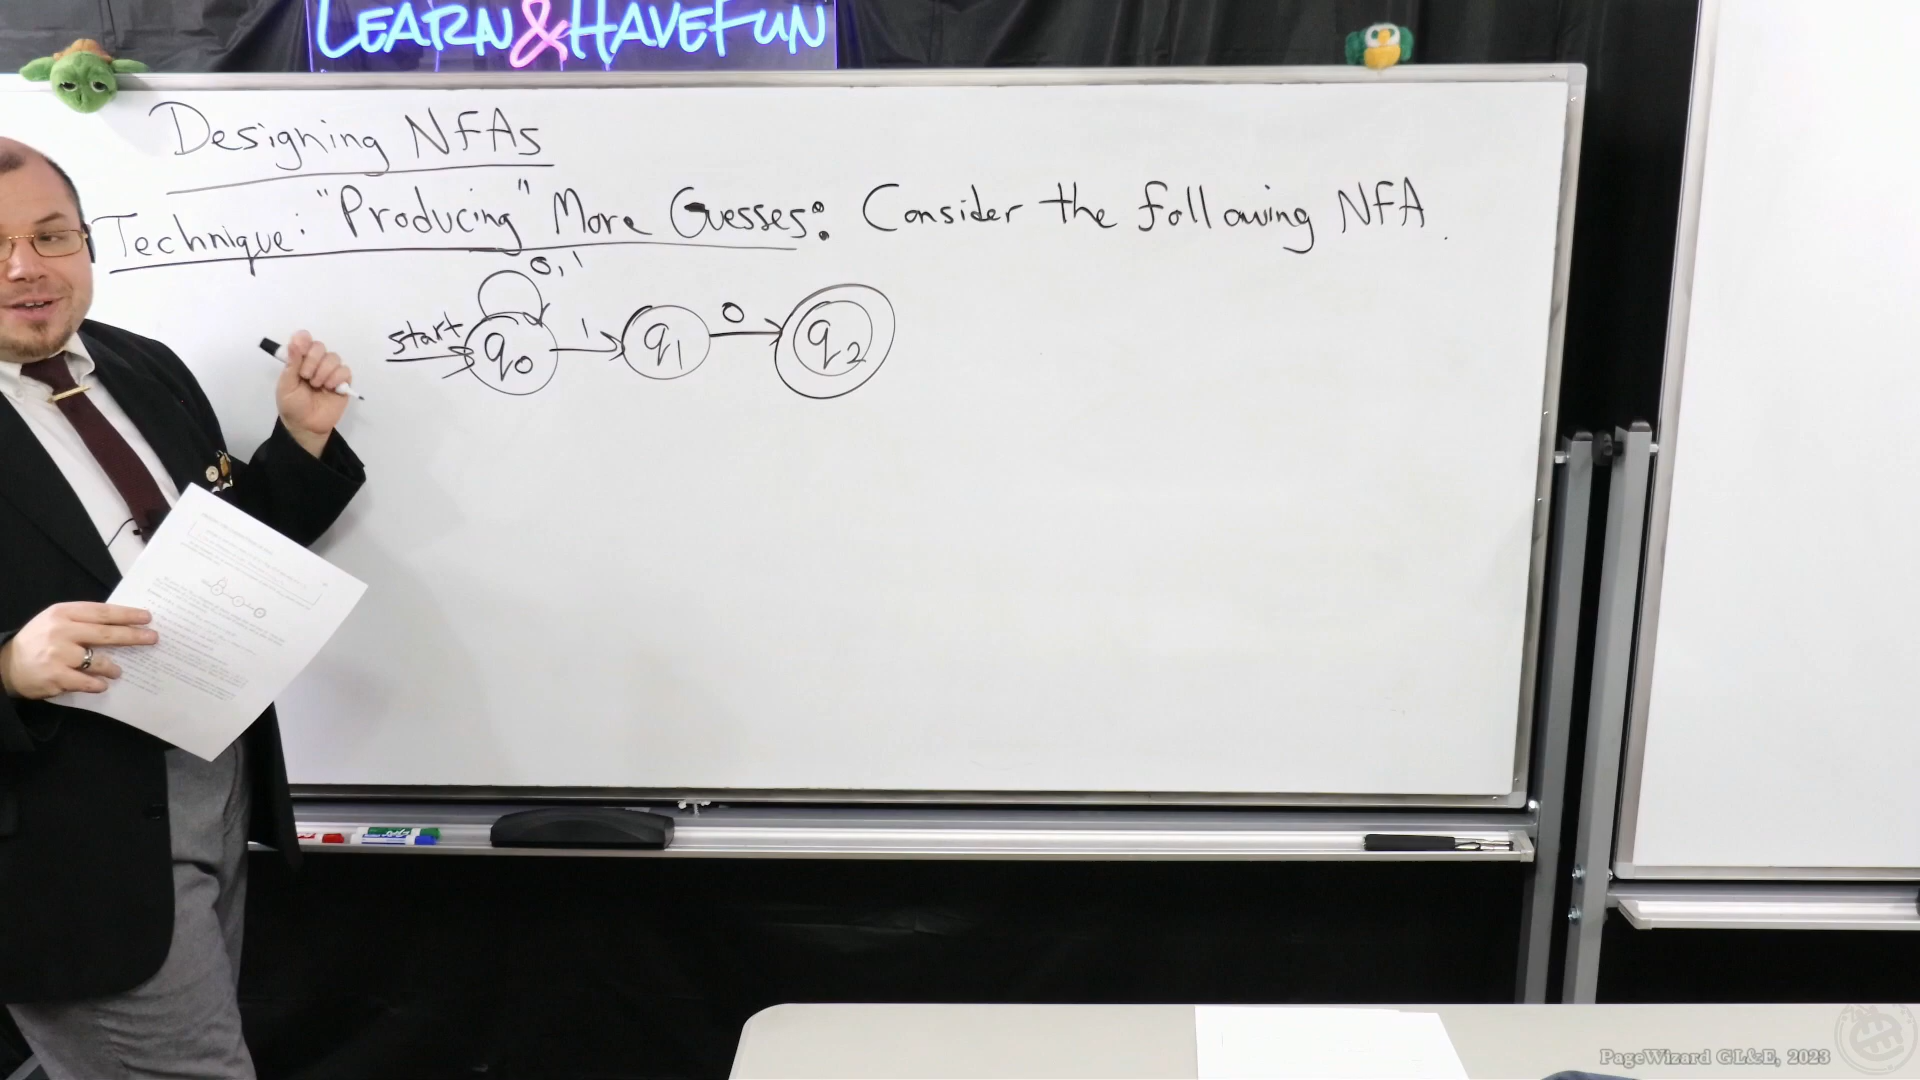 LEARN&HAVEFUN
Designing NFAs
Technique: "Producing" More Guesses: Consider the following NFA.
0,1
start q0 1 q1 0 q2
PageWizard GL&E, 2023